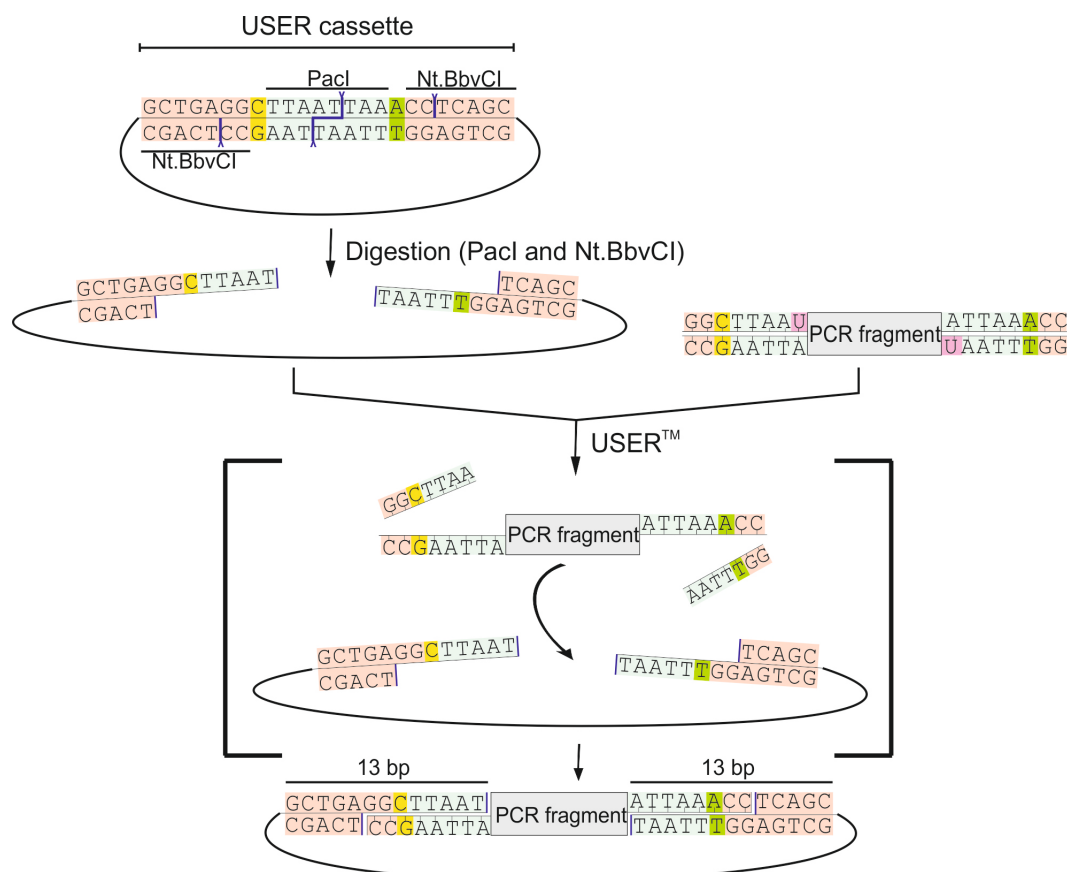 USER cassette
PacI
Nt.BbvCI
GCTGAGGCTTAATTAAACCTCAGC
CGACTCCGAATTAATTTGGAGTCG
Nt.BbvCI
Digestion (PacI and Nt.BbvCI)
GCTGAGGCTTAAT
CGACT
TCAGC
TAATTTGGAGTCG
GGCTTAAU
CCGAATTA
PCR fragment
ATTAAACC
UAATTTGG
USER™
GGCTTAA
CCGAATTA
PCR fragment
ATTAAACC
AATTTGG
GCTGAGGCTTAAT
CGACT
TCAGC
TAATTTGGAGTCG
13 bp
13 bp
GCTGAGGCTTAAT
CGACTCCGAATTA
PCR fragment
ATTAAACCTCAGC
TAATTTGGAGTCG